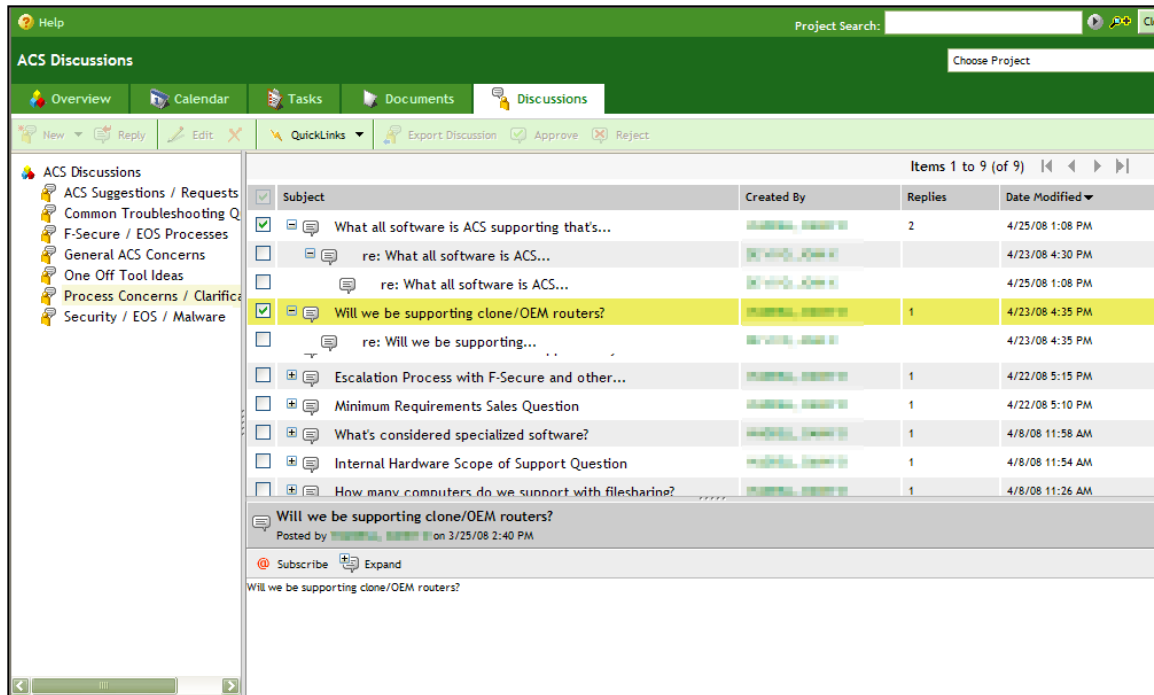 Help
Project Search:
ACS Discussions
Choose Project
Overview Calendar Tasks Documents Discussions
New Reply Edit QuickLinks Export Discussion Approve Reject
Items 1 to 9 (of 9)
ACS Discussions
ACS Suggestions / Requests
Common Troubleshooting Q
F-Secure / EOS Processes
General ACS Concerns
One Off Tool Ideas
Process Concerns / Clarifica
Security / EOS / Malware
Subject Created By Replies Date Modified
What all software is ACS supporting that's... 2 4/25/08 1:08 PM
re: What all software is ACS... 4/23/08 4:30 PM
re: What all software is ACS... 4/25/08 1:08 PM
Will we be supporting clone/OEM routers? 1 4/23/08 4:35 PM
re: Will we be supporting... 4/23/08 4:35 PM
Escalation Process with F-Secure and other... 1 4/22/08 5:15 PM
Minimum Requirements Sales Question 1 4/22/08 5:10 PM
What's considered specialized software? 1 4/8/08 11:58 AM
Internal Hardware Scope of Support Question 1 4/8/08 11:54 AM
How many computers do we support with filesharing? 1 4/8/08 11:26 AM
Will we be supporting clone/OEM routers?
Posted by on 3/25/08 2:40 PM
Subscribe Expand
Will we be supporting clone/OEM routers?